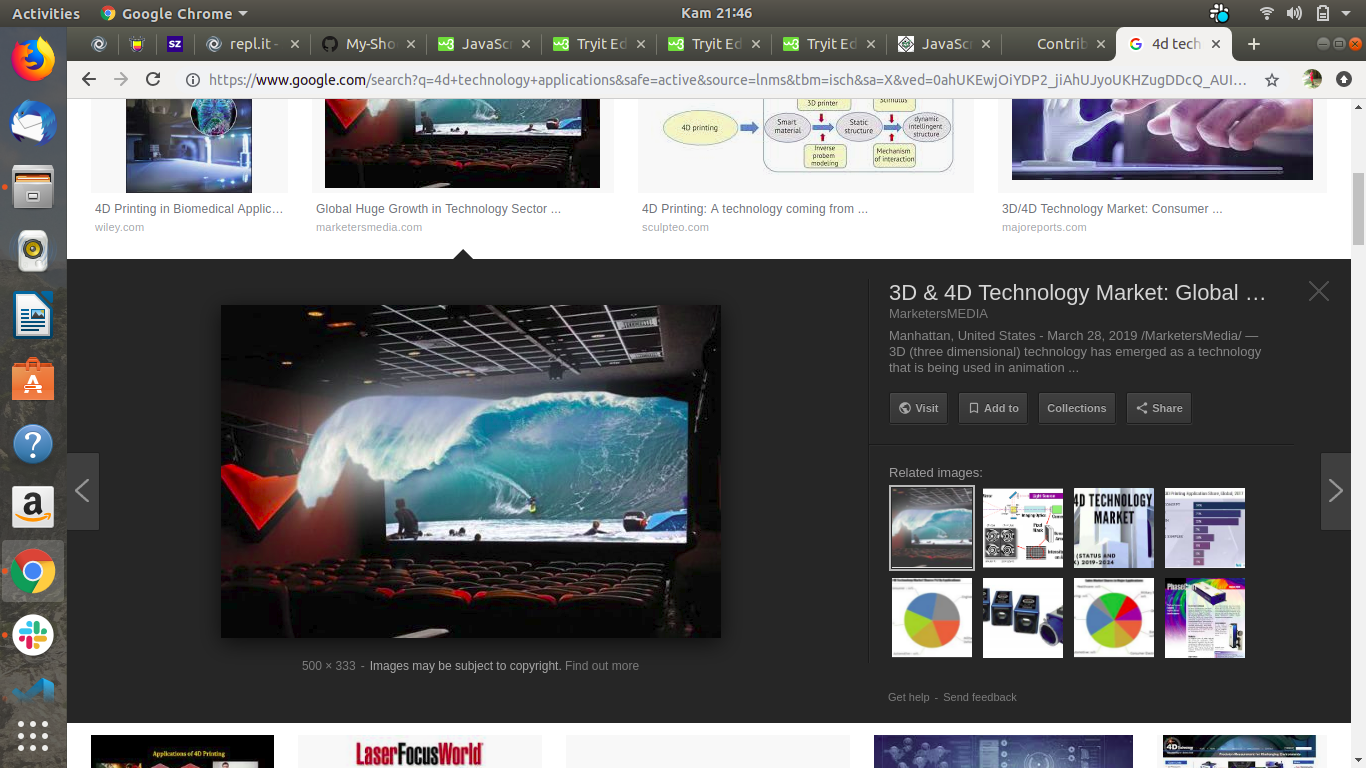 Activities
Google Chrome
Kam 21:46
SZ
repl.it -
My-Sho
JavaScr
Tryit Ed
Tryit Ed
Tryit Ed
JavaSc
Contrib
4d tech
https://www.google.com/search?q=4d+technology+applications&safe=active&source=lnms&tbm=isch&sa=X&ved=0ahUKEwjOiYDP2_jiAhUJyoUKHZugDDcQ_AUI...
3D printer
Stimulus
4D printing
Smart material
Static structure
dynamic intellingent structure
Inverse probem modeling
Mechanism of interaction
4D Printing in Biomedical Applic…
wiley.com
Global Huge Growth in Technology Sector ...
marketersmedia.com
4D Printing: A technology coming from ...
sculpteo.com
3D/4D Technology Market: Consumer ...
majoreports.com
3D & 4D Technology Market: Global …
MarketersMEDIA
Manhattan, United States - March 28, 2019 /MarketersMedia/ —
3D (three dimensional) technology has emerged as a technology
that is being used in animation ...
Visit
Add to
Collections
Share
Related images:
4D TECHNOLOGY
MARKET
(STATUS AND
K) 2019-2024
PhaseCam
500 × 333 - Images may be subject to copyright. Find out more
Get help - Send feedback
Applications of 4D Printing
LaserFocusWorld
4D